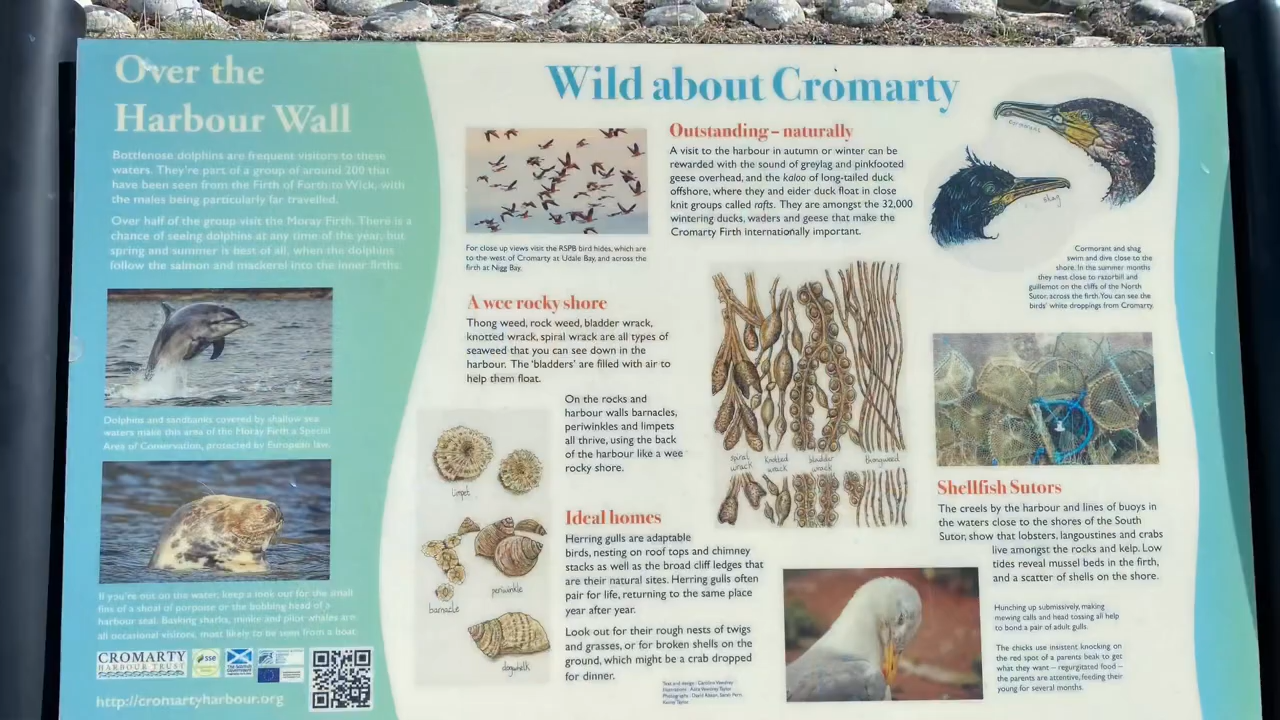 Over the
Harbour Wall
Bottlenose dolphins are frequent visitors to these
waters. They're part of a group of around 200 that
have been seen from the Firth of Forth to Wick, with
the males being particularly far travelled.
Over half of the group visit the Moray Firth. There is a
chance of seeing dolphins at any time of the year, but
spring and summer is best of all, when the dolphins
follow the salmon and mackerel into the inner firths.
Dolphins and sandbanks covered by shallow sea
waters make this area of the Moray Firth a Special
Area of Conservation, protected by European law.
If you're out on the water, keep a look out for the small
fins of a shoal of porpoise or the bobbing head of a
harbour seal. Basking sharks, minke and pilot whales are
all occasional visitors, most likely to be seen from a boat.
CROMARTY
HARBOUR TRUST
sse
http://cromartyharbour.org
Wild about Cromarty
For close up views visit the RSPB bird hides, which are
to the west of Cromarty at Udale Bay, and across the
firth at Nigg Bay.
Outstanding – naturally
A visit to the harbour in autumn or winter can be
rewarded with the sound of greylag and pinkfooted
geese overhead, and the kaloo of long-tailed duck
offshore, where they and eider duck float in close
knit groups called rafts. They are amongst the 32,000
wintering ducks, waders and geese that make the
Cromarty Firth internationally important.
cormorant
shag
Cormorant and shag
swim and dive close to the
shore. In the summer months
they nest close to razorbill and
guillemot on the cliffs of the North
Sutor, across the firth. You can see the
birds' white droppings from Cromarty.
A wee rocky shore
Thong weed, rock weed, bladder wrack,
knotted wrack, spiral wrack are all types of
seaweed that you can see down in the
harbour. The 'bladders' are filled with air to
help them float.
On the rocks and
harbour walls barnacles,
periwinkles and limpets
all thrive, using the back
of the harbour like a wee
rocky shore.
limpet
periwinkle
barnacle
dogwhelk
spiral wrack
knotted wrack
bladder wrack
thongweed
Ideal homes
Herring gulls are adaptable
birds, nesting on roof tops and chimney
stacks as well as the broad cliff ledges that
are their natural sites. Herring gulls often
pair for life, returning to the same place
year after year.
Look out for their rough nests of twigs
and grasses, or for broken shells on the
ground, which might be a crab dropped
for dinner.
Shellfish Sutors
The creels by the harbour and lines of buoys in
the waters close to the shores of the South
Sutor, show that lobsters, langoustines and crabs
live amongst the rocks and kelp. Low
tides reveal mussel beds in the firth,
and a scatter of shells on the shore.
Hunching up submissively, making
mewing calls and head tossing all help
to bond a pair of adult gulls.
The chicks use insistent knocking on
the red spot of a parents beak to get
what they want – regurgitated food –
the parents are attentive, feeding their
young for several months.